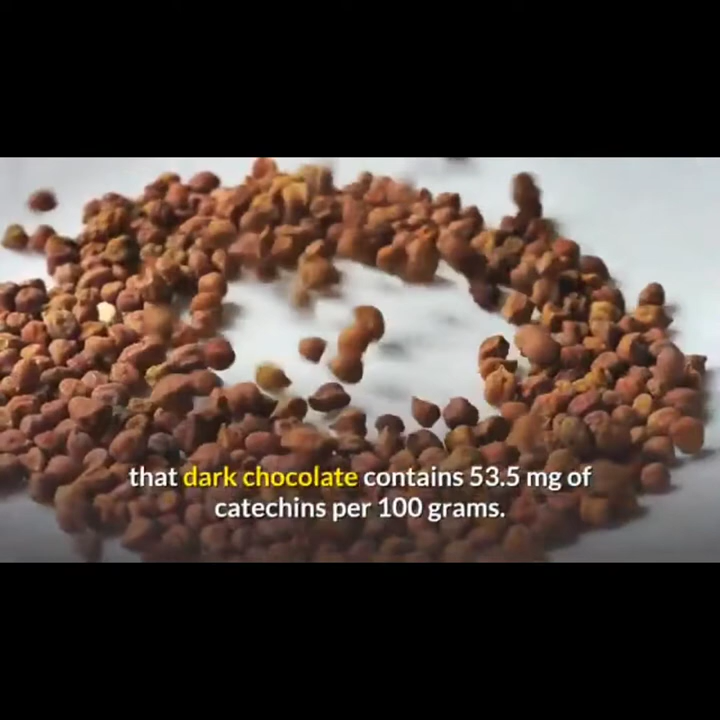 that dark chocolate contains 53.5 mg of
catechins per 100 grams.